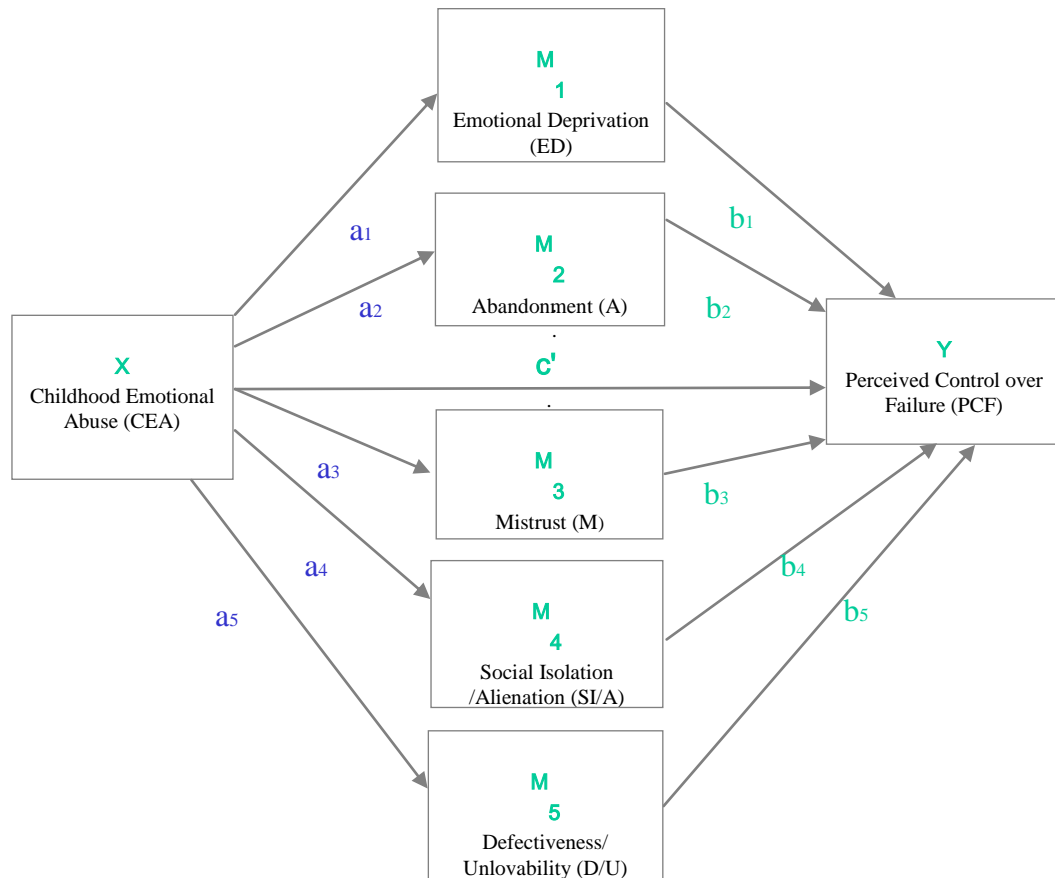 M
1
Emotional Deprivation
(ED)
a1
b1
M
2
Abandonment (A)
a2
b2
.
.
X
Childhood Emotional
Abuse (CEA)
C'
Y
Perceived Control over
Failure (PCF)
.
M
3
Mistrust (M)
a3
b3
M
4
Social Isolation
/Alienation (SI/A)
a4
b4
M
5
Defectiveness/
Unlovability (D/U)
a5
b5